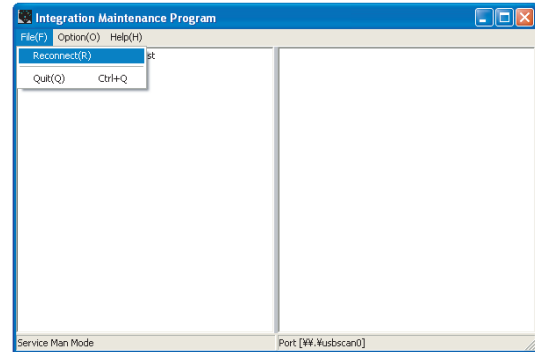 Integration Maintenance Program
File(F) Option(O) Help(H)
Reconnect(R)
st
Quit(Q) Ctrl+Q
Service Man Mode
Port [¥¥.¥usbscan0]